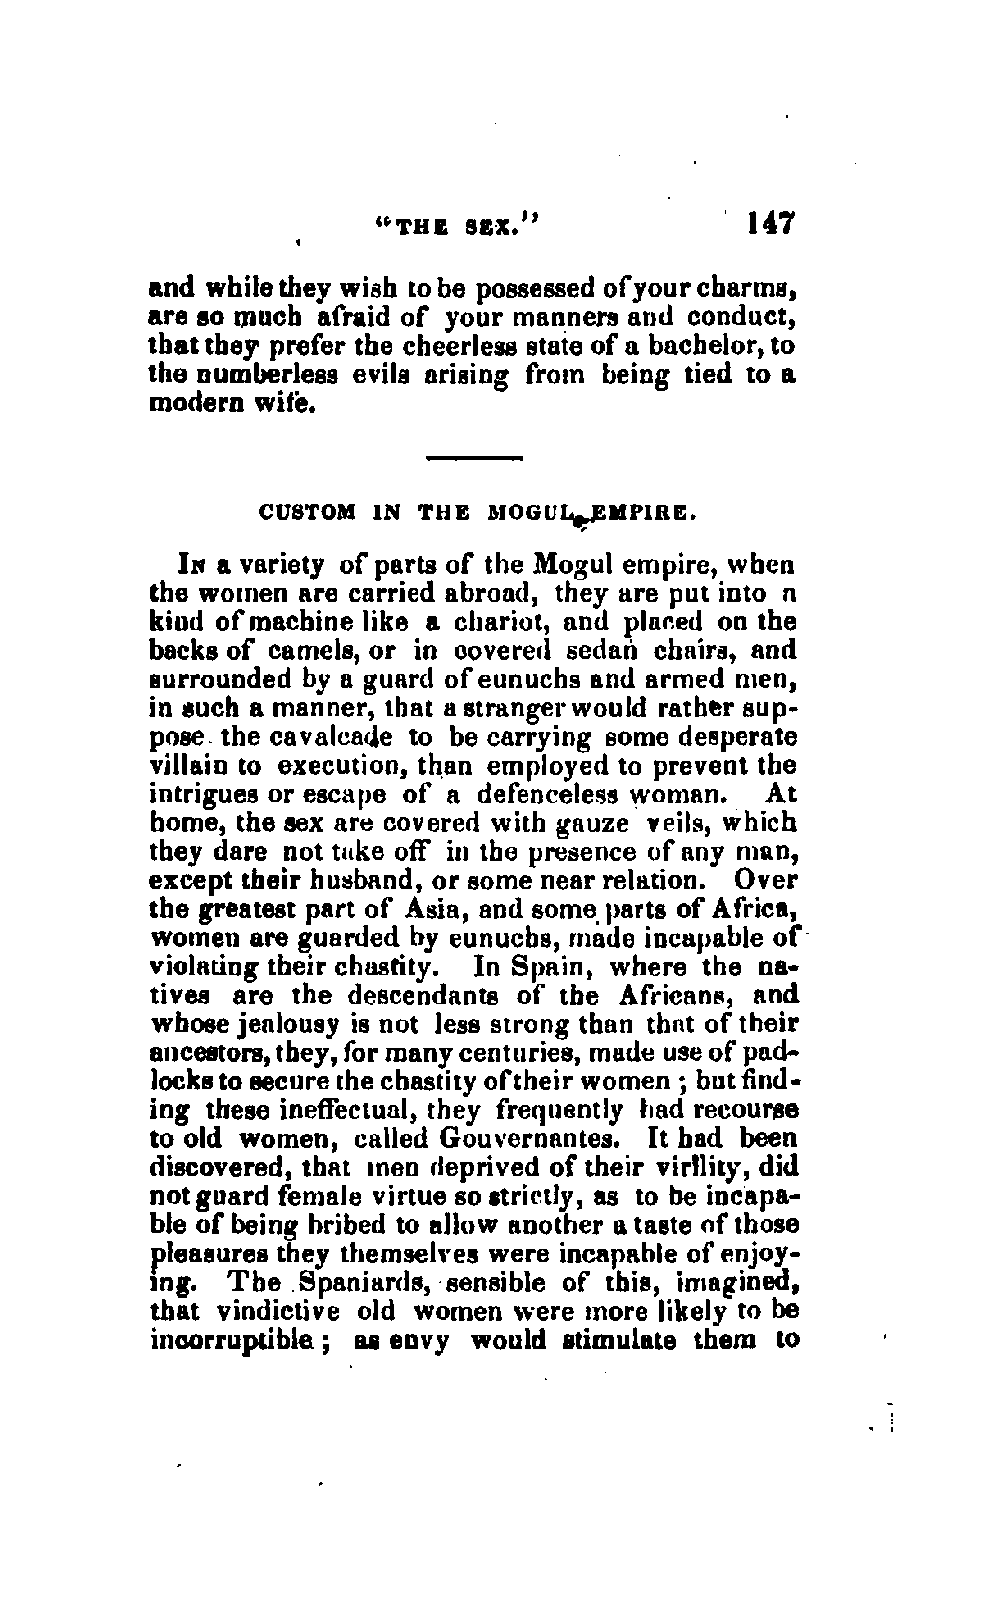 "THE SEX." 147
and while they wish to be possessed of your charms,
are so much afraid of your manners and conduct,
that they prefer the cheerless state of a bachelor, to
the numberless evils arising from being tied to a
modern wife.
CUSTOM IN THE MOGUL EMPIRE.
IN a variety of parts of the Mogul empire, when
the women are carried abroad, they are put into a
kind of machine like a chariot, and placed on the
backs of camels, or in covered sedan chairs, and
surrounded by a guard of eunuchs and armed men,
in such a manner, that a stranger would rather sup-
pose the cavalcade to be carrying some desperate
villain to execution, than employed to prevent the
intrigues or escape of a defenceless woman. At
home, the sex are covered with gauze veils, which
they dare not take off in the presence of any man,
except their husband, or some near relation. Over
the greatest part of Asia, and some parts of Africa,
women are guarded by eunuchs, made incapable of
violating their chastity. In Spain, where the na-
tives are the descendants of the Africans, and
whose jealousy is not less strong than that of their
ancestors, they, for many centuries, made use of pad-
locks to secure the chastity of their women; but find-
ing these ineffectual, they frequently had recourse
to old women, called Gouvernantes. It had been
discovered, that men deprived of their virility, did
not guard female virtue so strictly, as to be incapa-
ble of being bribed to allow another a taste of those
pleasures they themselves were incapable of enjoy-
ing. The Spaniards, sensible of this, imagined,
that vindictive old women were more likely to be
incorruptible; as envy would stimulate them to